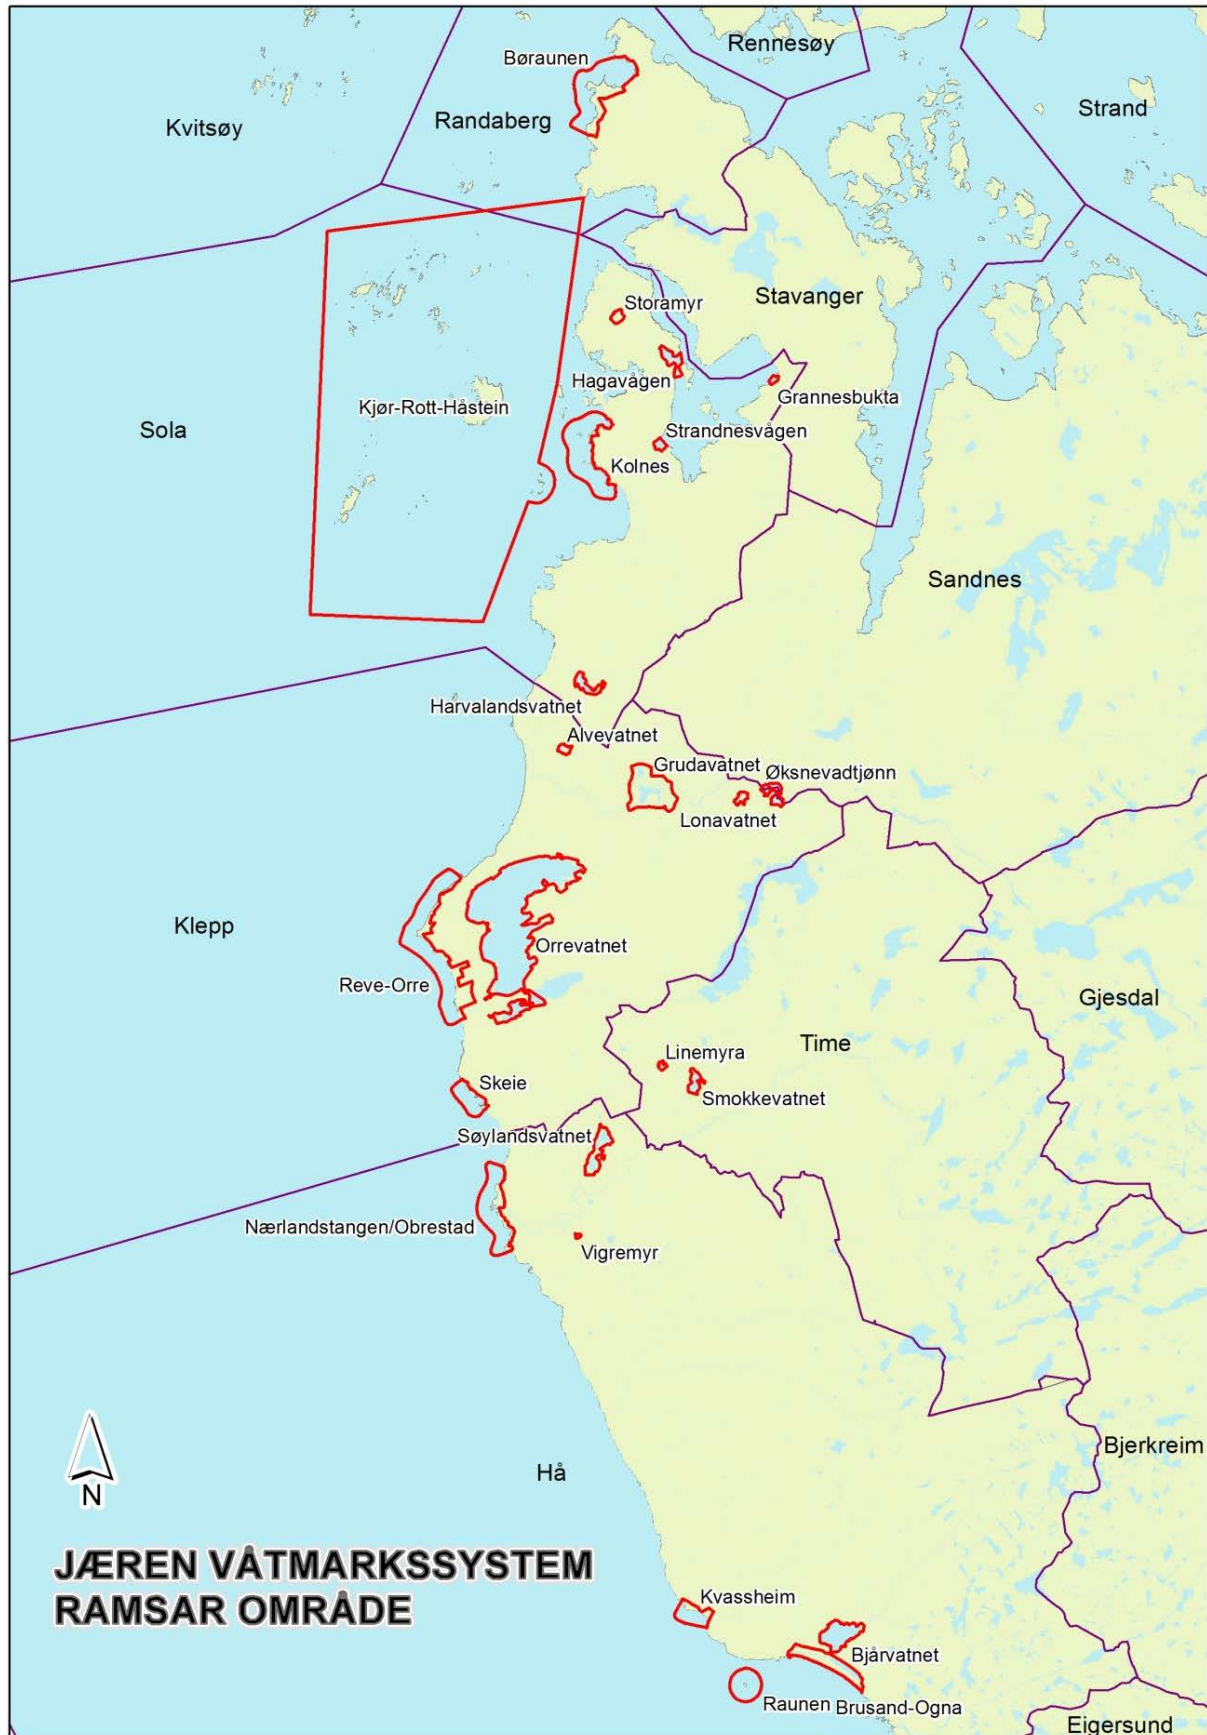 Rennesøy
Børaunen
Strand
Randaberg
Kvitsøy
Stavanger
Storamyr
Hagavågen
Grannesbukta
Kjør-Rott-Håstein
Sola
Strandnesvågen
Kolnes
Sandnes
Harvalandsvatnet
Alvevatnet
Grudavatnet
Øksnevadtjønn
Lonavatnet
Klepp
Orrevatnet
Reve-Orre
Gjesdal
Time
Linemyra
Skeie
Smokkevatnet
Søylandsvatnet
Nærlandstangen/Obrestad
Vigremyr
Bjerkreim
Hå
N
JÆREN VÅTMARKSSYSTEM
RAMSAR OMRÅDE
Kvassheim
Bjårvatnet
Raunen
Brusand-Ogna
Eigersund